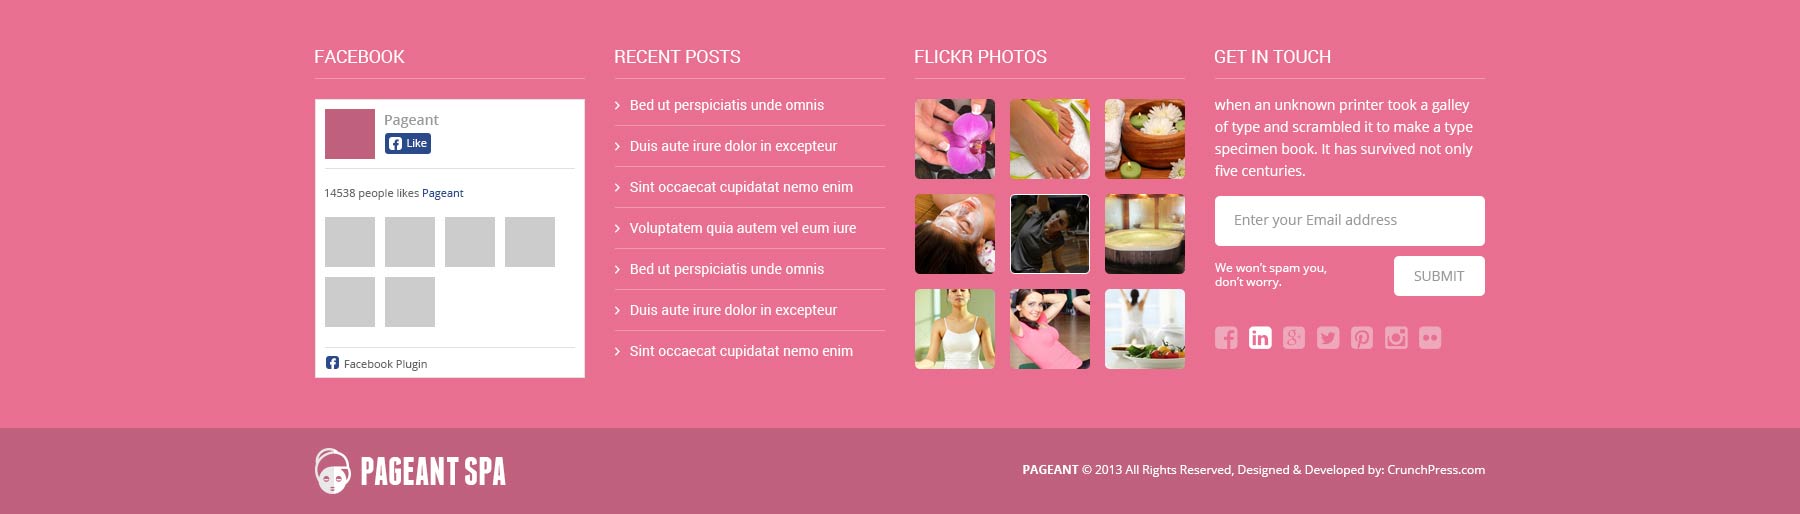 FACEBOOK
Pageant
Like
14538 people likes Pageant
Facebook Plugin
RECENT POSTS
Bed ut perspiciatis unde omnis
Duis aute irure dolor in excepteur
Sint occaecat cupidatat nemo enim
Voluptatem quia autem vel eum iure
Bed ut perspiciatis unde omnis
Duis aute irure dolor in excepteur
Sint occaecat cupidatat nemo enim
FLICKR PHOTOS
GET IN TOUCH
when an unknown printer took a galley
of type and scrambled it to make a type
specimen book. It has survived not only
five centuries.
Enter your Email address
We won't spam you,
don't worry.
SUBMIT
PAGEANT SPA
PAGEANT © 2013 All Rights Reserved, Designed & Developed by: CrunchPress.com